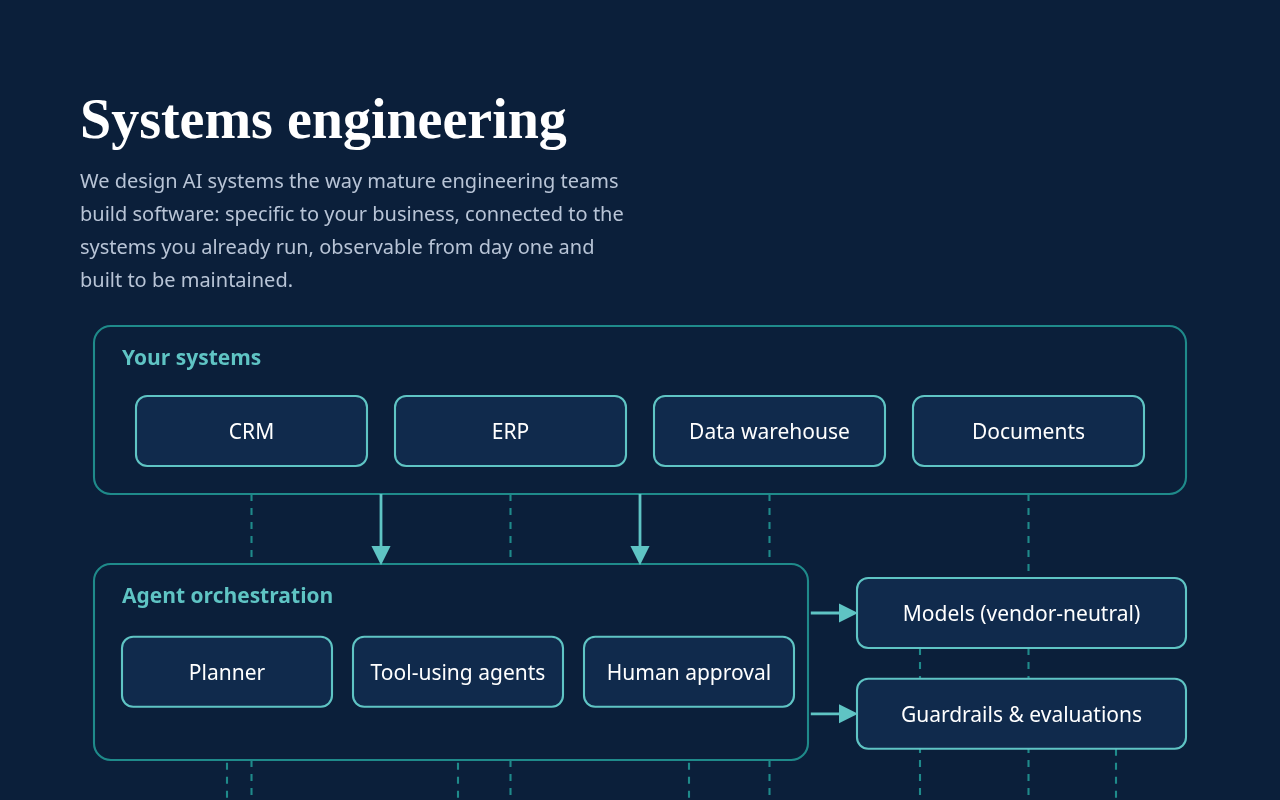 Systems engineering
We design AI systems the way mature engineering teams
build software: specific to your business, connected to the
systems you already run, observable from day one and
built to be maintained.
Your systems
CRM
ERP
Data warehouse
Documents
Agent orchestration
Planner
Tool-using agents
Human approval
Models (vendor-neutral)
Guardrails & evaluations